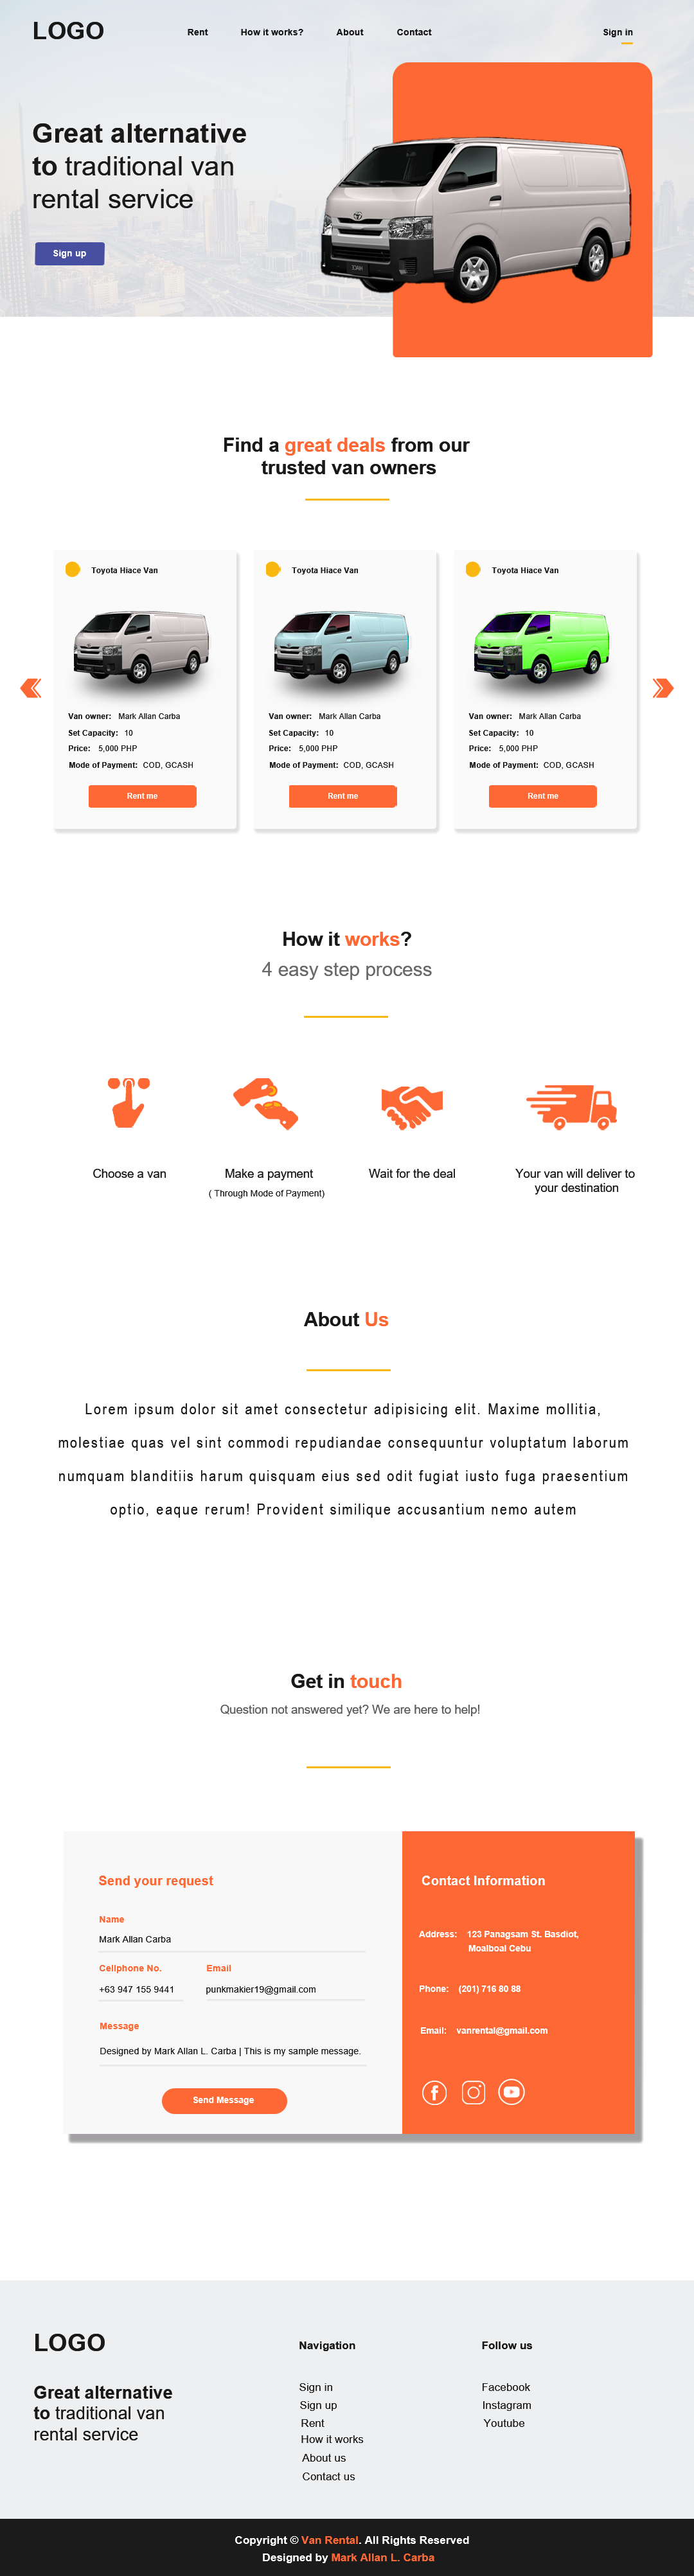 LOGO
Rent
How it works?
About
Contact
Sign in
Great alternative
to traditional van
rental service
Sign up
Find a great deals from our
trusted van owners
Toyota Hiace Van
Van owner: Mark Allan Carba
Set Capacity: 10
Price: 5,000 PHP
Mode of Payment: COD, GCASH
Rent me
Toyota Hiace Van
Van owner: Mark Allan Carba
Set Capacity: 10
Price: 5,000 PHP
Mode of Payment: COD, GCASH
Rent me
Toyota Hiace Van
Van owner: Mark Allan Carba
Set Capacity: 10
Price: 5,000 PHP
Mode of Payment: COD, GCASH
Rent me
How it works?
4 easy step process
Choose a van
Make a payment
( Through Mode of Payment)
Wait for the deal
Your van will deliver to
your destination
About Us
Lorem ipsum dolor sit amet consectetur adipisicing elit. Maxime mollitia,
molestiae quas vel sint commodi repudiandae consequuntur voluptatum laborum
numquam blanditiis harum quisquam eius sed odit fugiat iusto fuga praesentium
optio, eaque rerum! Provident similique accusantium nemo autem
Get in touch
Question not answered yet? We are here to help!
Send your request
Name
Mark Allan Carba
Cellphone No.
Email
+63 947 155 9441
punkmakier19@gmail.com
Message
Designed by Mark Allan L. Carba | This is my sample message.
Send Message
Contact Information
Address: 123 Panagsam St. Basdiot,
Moalboal Cebu
Phone: (201) 716 80 88
Email: vanrental@gmail.com
LOGO
Great alternative
to traditional van
rental service
Navigation
Sign in
Sign up
Rent
How it works
About us
Contact us
Follow us
Facebook
Instagram
Youtube
Copyright © Van Rental. All Rights Reserved
Designed by Mark Allan L. Carba